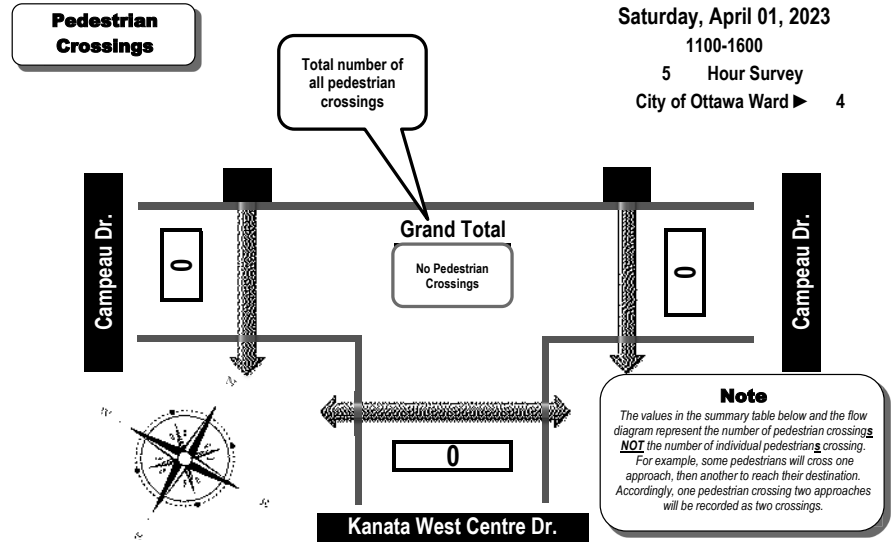 Pedestrian
Crossings
Saturday, April 01, 2023
1100-1600
5 Hour Survey
City of Ottawa Ward ► 4
Total number of
all pedestrian
crossings
Campeau Dr.
Grand Total
No Pedestrian
Crossings
0
0
Campeau Dr.
0
Kanata West Centre Dr.
Note
The values in the summary table below and the flow
diagram represent the number of pedestrian crossings
NOT the number of individual pedestrians crossing.
For example, some pedestrians will cross one
approach, then another to reach their destination.
Accordingly, one pedestrian crossing two approaches
will be recorded as two crossings.